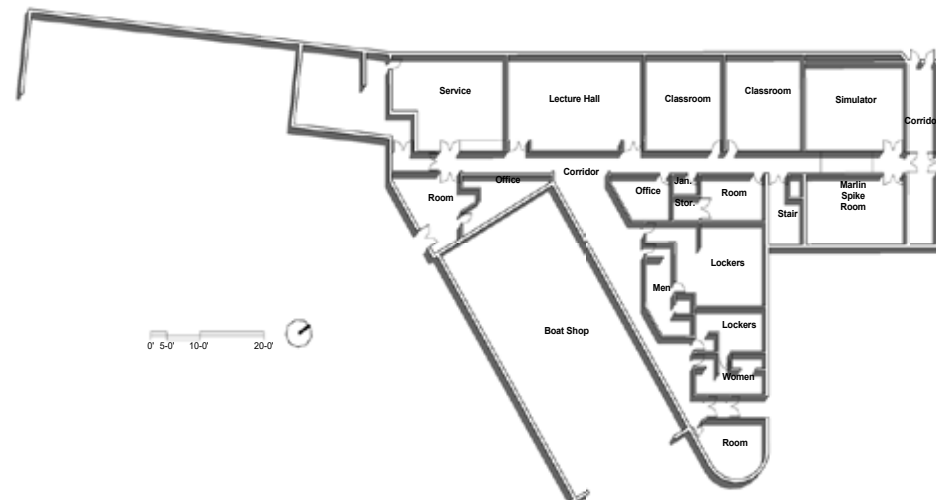 Service
Lecture Hall
Classroom
Classroom
Simulator
Corrido
Corridor
Office
Room
Office
Jan.
Stor.
Room
Stair
Marlin
Spike
Room
Lockers
Men
Boat Shop
Lockers
Women
Room
0' 5-0' 10-0' 20-0'